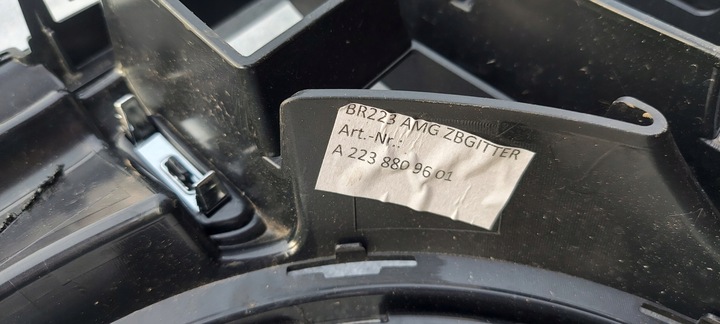 BR223 AMG ZBGITTER
Art.-Nr.:
A 223 880 96 01